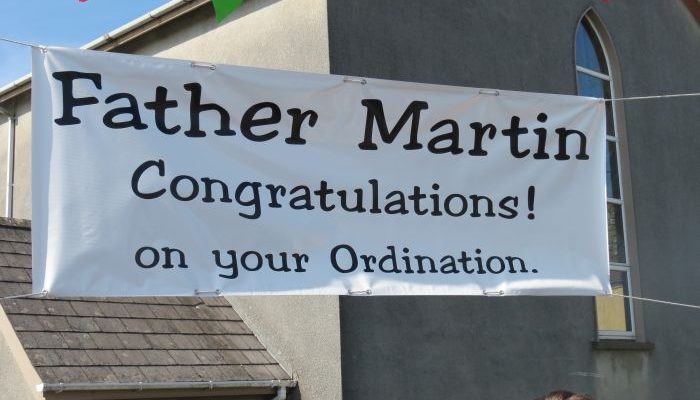 Father Martin
Congratulations!
on your Ordination.